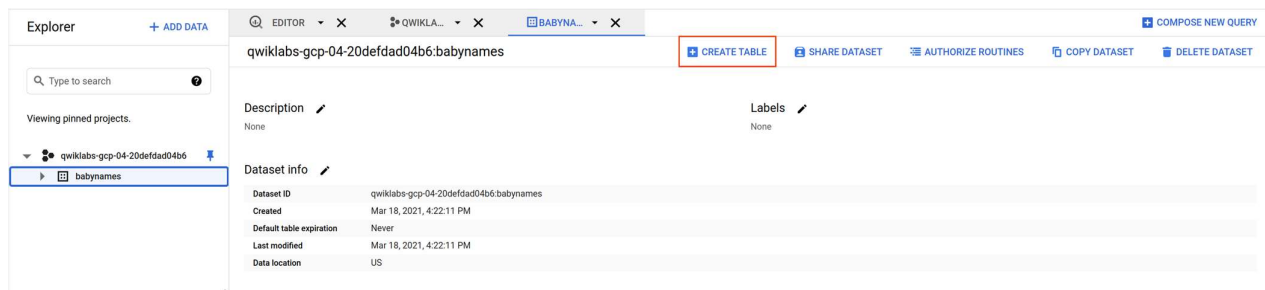 Explorer
+ ADD DATA
Type to search
Viewing pinned projects.
qwiklabs-gcp-04-20defdad04b6
babynames
EDITOR
QWIKLA...
BABYNA...
COMPOSE NEW QUERY
qwiklabs-gcp-04-20defdad04b6:babynames
CREATE TABLE
SHARE DATASET
AUTHORIZE ROUTINES
COPY DATASET
DELETE DATASET
Description
None
Labels
None
Dataset info
Dataset ID qwiklabs-gcp-04-20defdad04b6:babynames
Created Mar 18, 2021, 4:22:11 PM
Default table expiration Never
Last modified Mar 18, 2021, 4:22:11 PM
Data location US